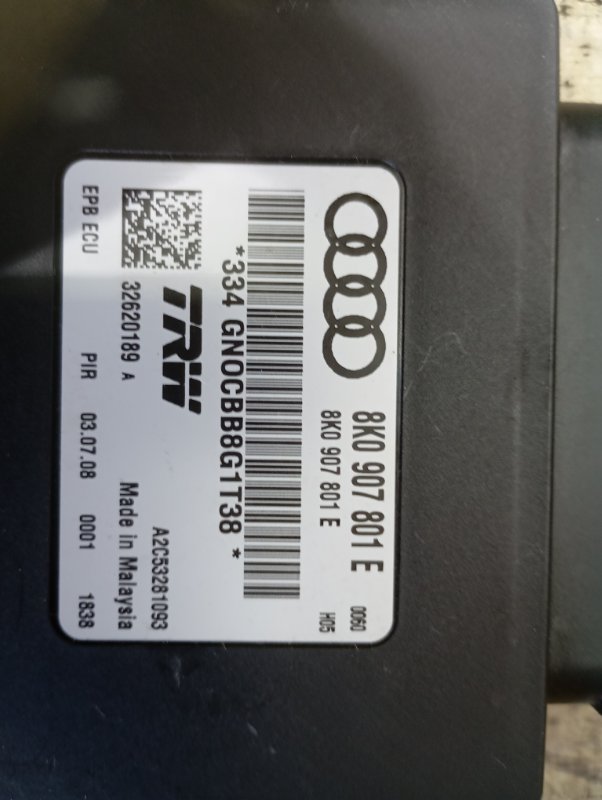 8K0 907 801 E 0060
8K0 907 801 E H05
*334 GN0CBB8G1T38 *
TRW
A2C53281093
32620189 A Made in Malaysia
EPB ECU PIR 03.07.08 0001 1838